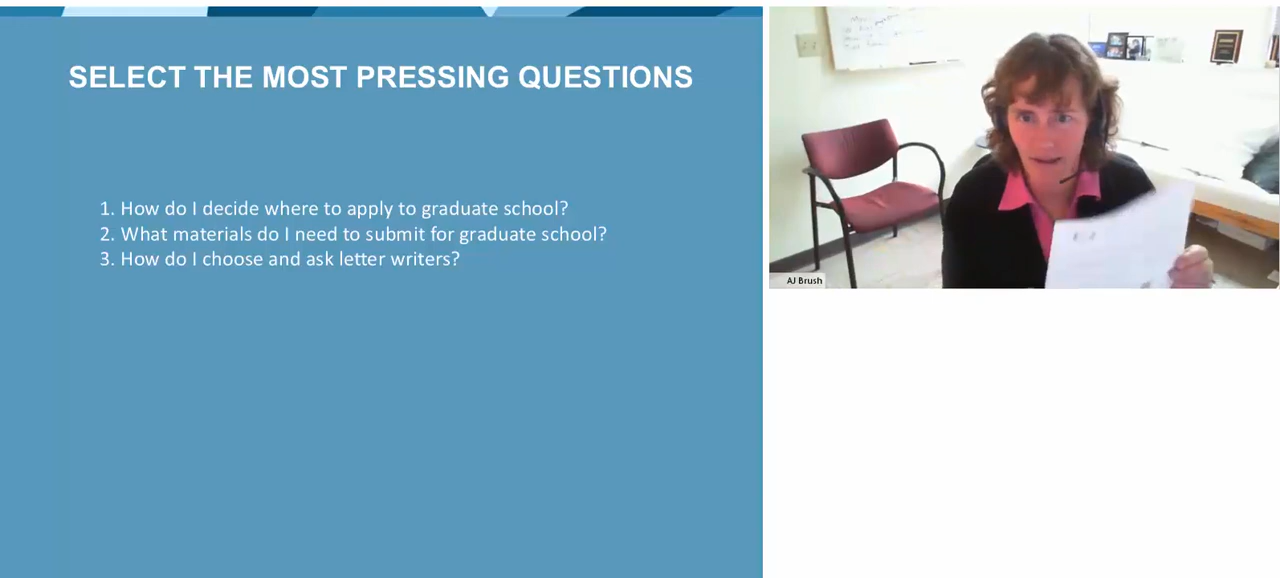 SELECT THE MOST PRESSING QUESTIONS
1. How do I decide where to apply to graduate school?
2. What materials do I need to submit for graduate school?
3. How do I choose and ask letter writers?
AJ Brush